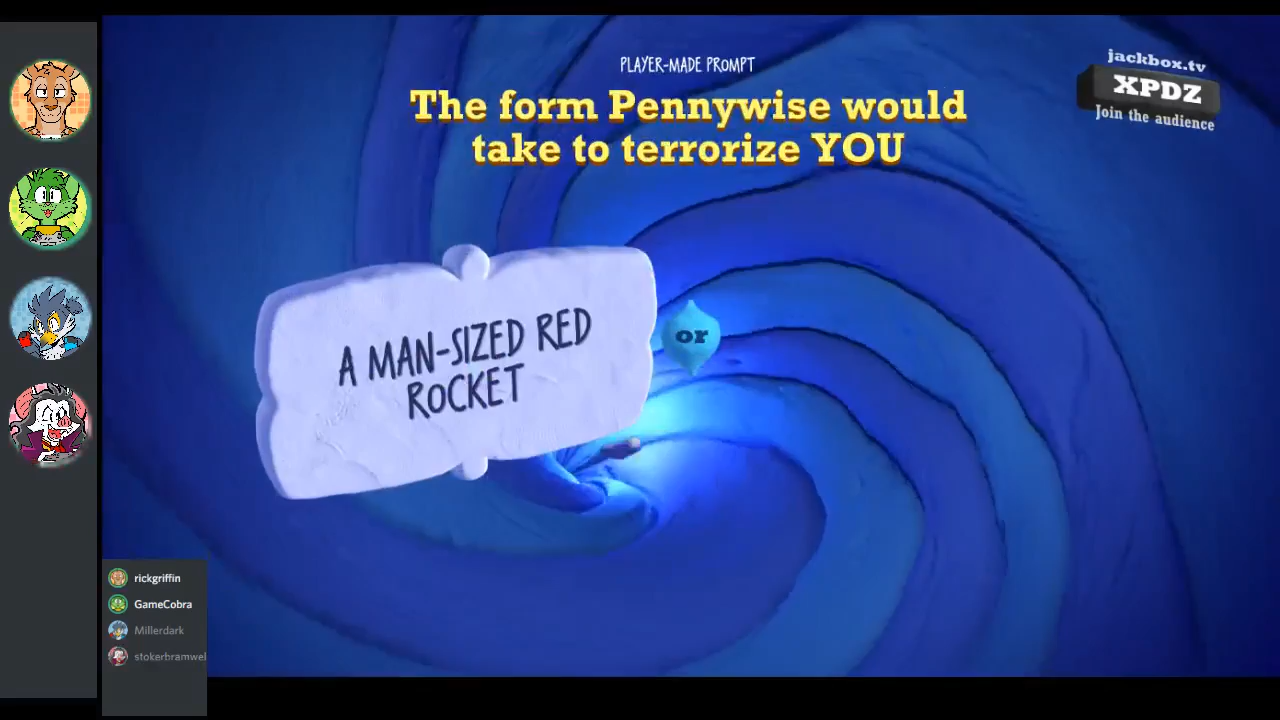 PLAYER-MADE PROMPT
The form Pennywise would
take to terrorize YOU
jackbox.tv
XPDZ
Join the audience
A MAN-SIZED RED
ROCKET
or
rickgriffin
GameCobra
Millerdark
stokerbramwel